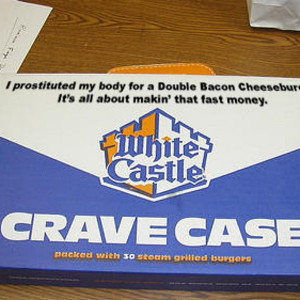 I prostituted my body for a Double Bacon Cheesebur
It's all about makin' that fast money.
White
Castle
CRAVE CASE
packed with 30 steam grilled burgers